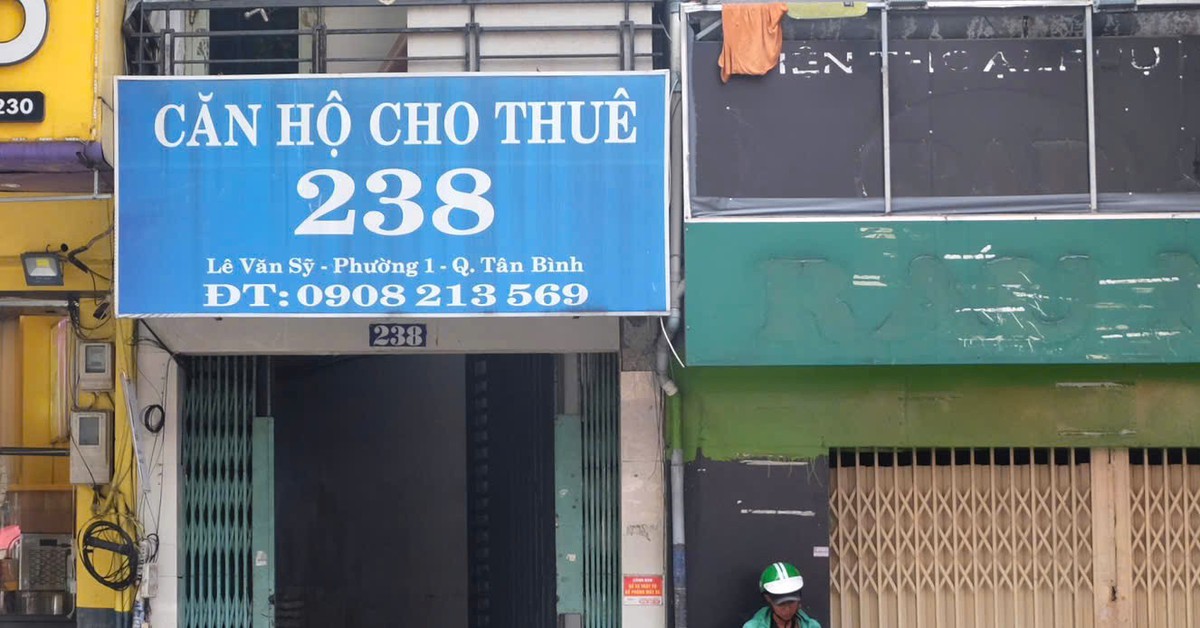 230
CĂN HỘ CHO THUÊ
238
Lê Văn Sỹ - Phường 1 - Q. Tân Bình
ĐT: 0908 213 569
238